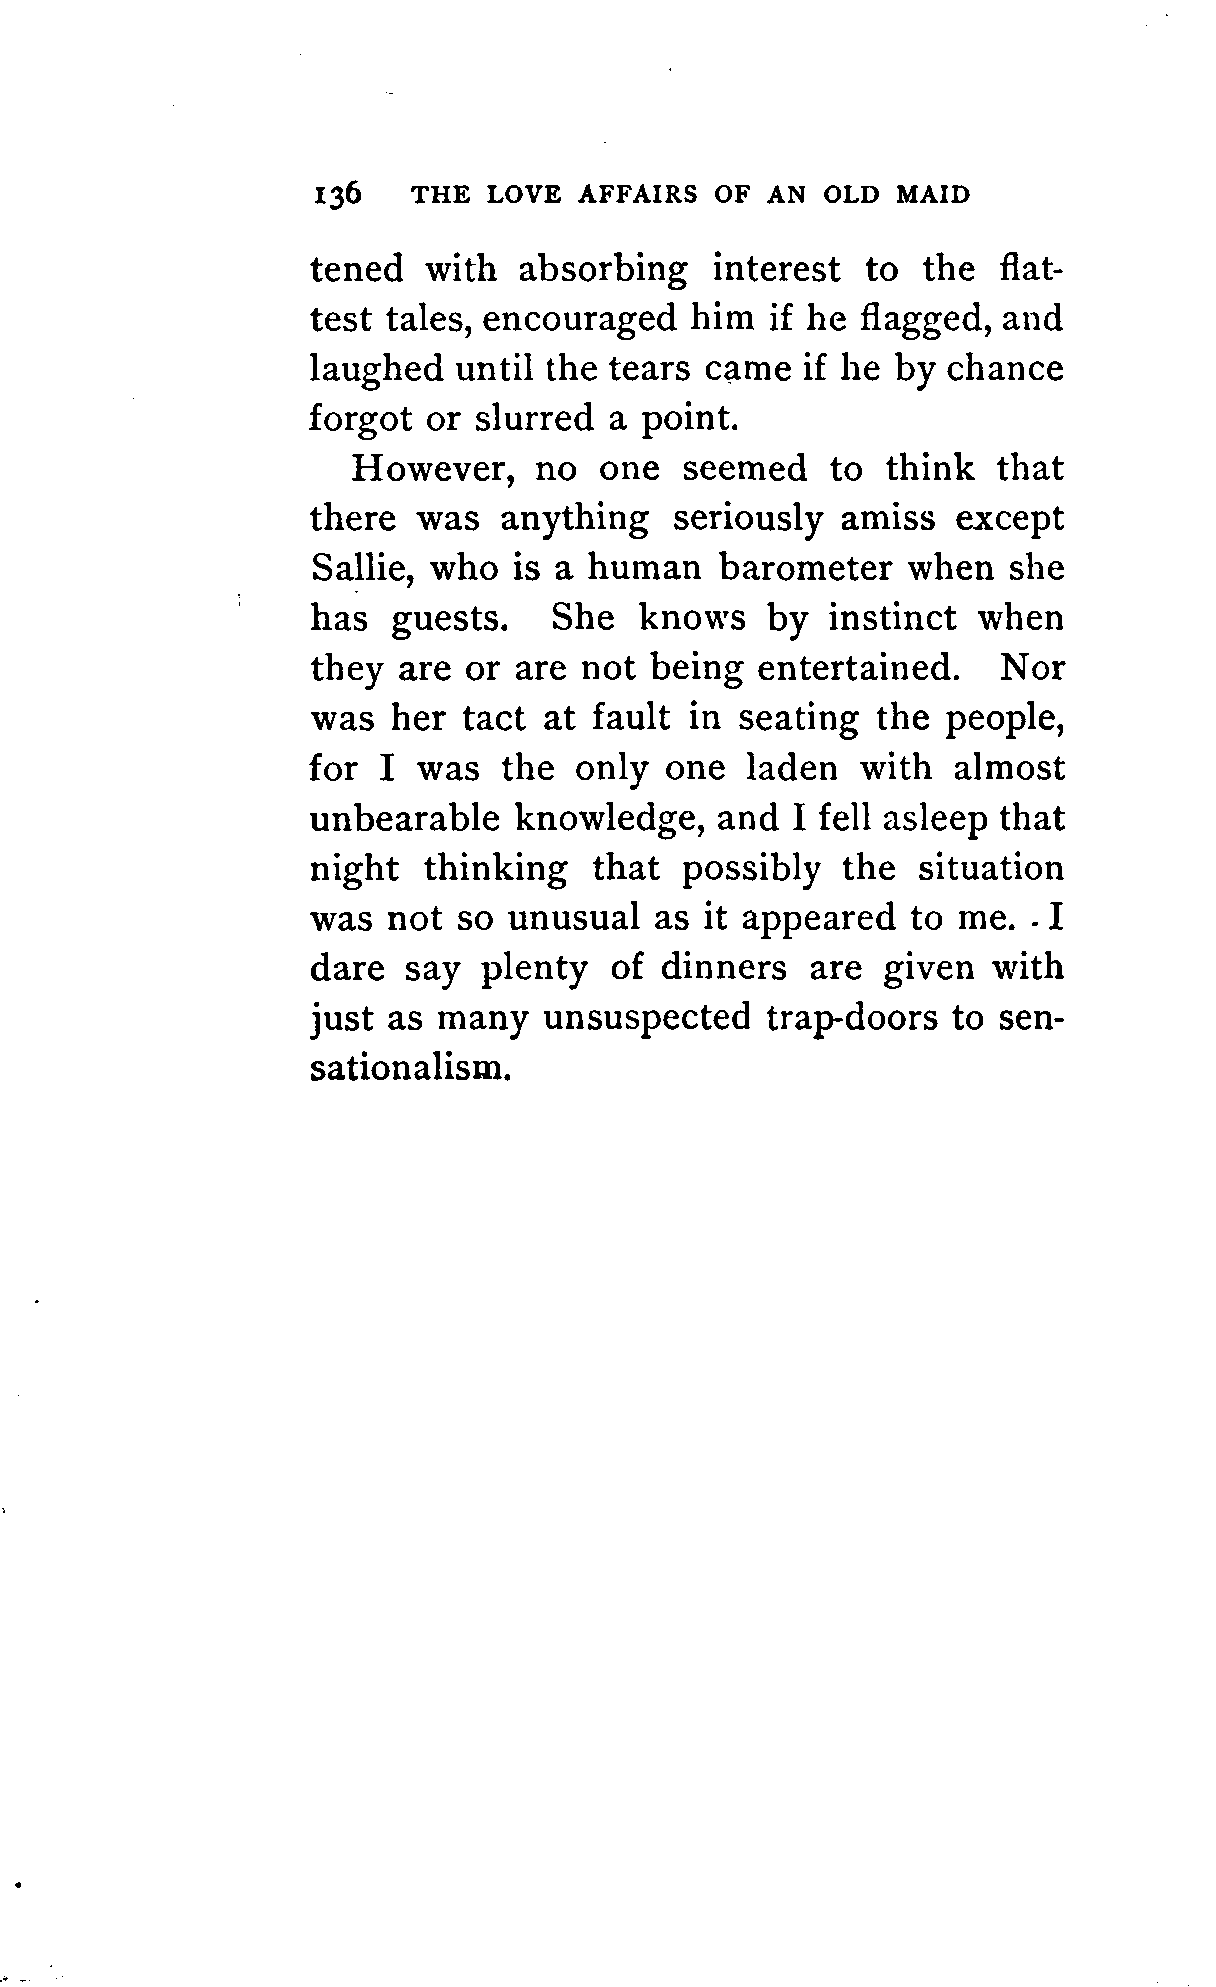 136 THE LOVE AFFAIRS OF AN OLD MAID
tened with absorbing interest to the flat-
test tales, encouraged him if he flagged, and
laughed until the tears came if he by chance
forgot or slurred a point.
However, no one seemed to think that
there was anything seriously amiss except
Sallie, who is a human barometer when she
has guests. She knows by instinct when
they are or are not being entertained. Nor
was her tact at fault in seating the people,
for I was the only one laden with almost
unbearable knowledge, and I fell asleep that
night thinking that possibly the situation
was not so unusual as it appeared to me. I
dare say plenty of dinners are given with
just as many unsuspected trap-doors to sen-
sationalism.